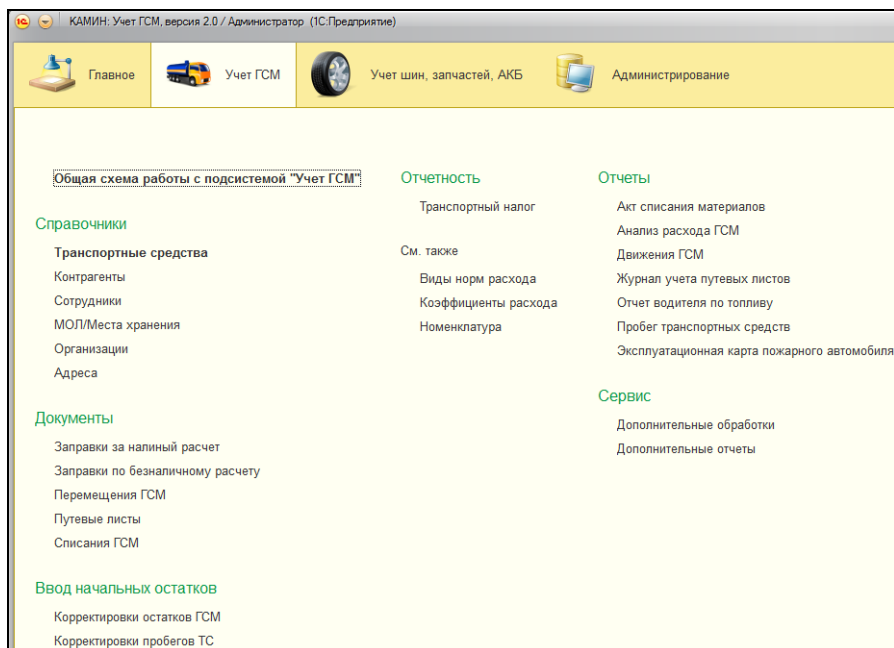 КАМИН: Учет ГСМ, версия 2.0 / Администратор (1С:Предприятие)
Главное
Учет ГСМ
Учет шин, запчастей, АКБ
Администрирование
Общая схема работы с подсистемой "Учет ГСМ"
Справочники
Транспортные средства
Контрагенты
Сотрудники
МОЛ/Места хранения
Организации
Адреса
Документы
Заправки за налиный расчет
Заправки по безналичному расчету
Перемещения ГСМ
Путевые листы
Списания ГСМ
Ввод начальных остатков
Корректировки остатков ГСМ
Корректировки пробегов ТС
Отчетность
Транспортный налог
См. также
Виды норм расхода
Коэффициенты расхода
Номенклатура
Отчеты
Акт списания материалов
Анализ расхода ГСМ
Движения ГСМ
Журнал учета путевых листов
Отчет водителя по топливу
Пробег транспортных средств
Эксплуатационная карта пожарного автомобиля
Сервис
Дополнительные обработки
Дополнительные отчеты